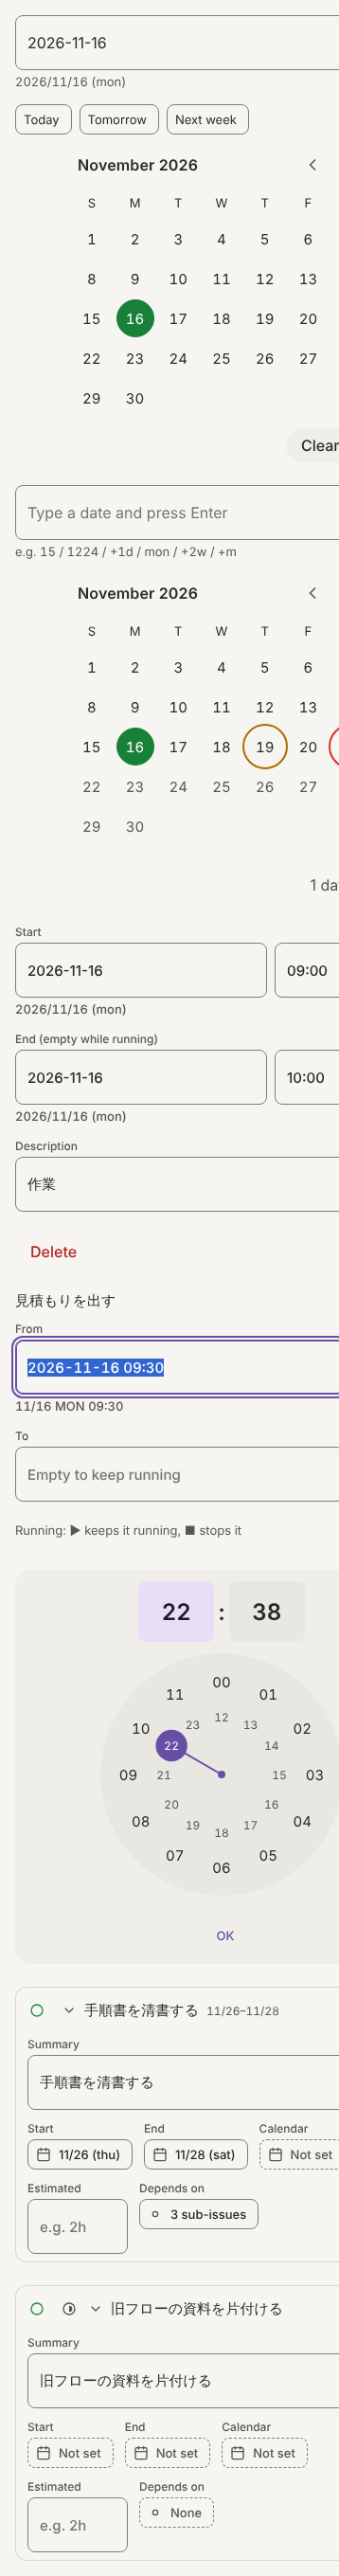 2026-11-16
2026/11/16 (mon)
Today Tomorrow Next week
November 2026
S M T W T F
1 2 3 4 5 6
8 9 10 11 12 13
15 16 17 18 19 20
22 23 24 25 26 27
29 30
Clear
Type a date and press Enter
e.g. 15 / 1224 / +1d / mon / +2w / +m
November 2026
S M T W T F
1 2 3 4 5 6
8 9 10 11 12 13
15 16 17 18 19 20
22 23 24 25 26 27
29 30
1 da
Start
2026-11-16 09:00
2026/11/16 (mon)
End (empty while running)
2026-11-16 10:00
2026/11/16 (mon)
Description
作業
Delete
見積もりを出す
From
2026-11-16 09:30
11/16 MON 09:30
To
Empty to keep running
Running: ▶ keeps it running, ■ stops it
22 : 38
00
11 01
12
23 13
10 02
22 14
09 21 15 03
20 16
08 04
19 17
18
07 05
06
OK
手順書を清書する 11/26–11/28
Summary
手順書を清書する
Start End Calendar
11/26 (thu) 11/28 (sat) Not set
Estimated Depends on
e.g. 2h 3 sub-issues
旧フローの資料を片付ける
Summary
旧フローの資料を片付ける
Start End Calendar
Not set Not set Not set
Estimated Depends on
e.g. 2h None